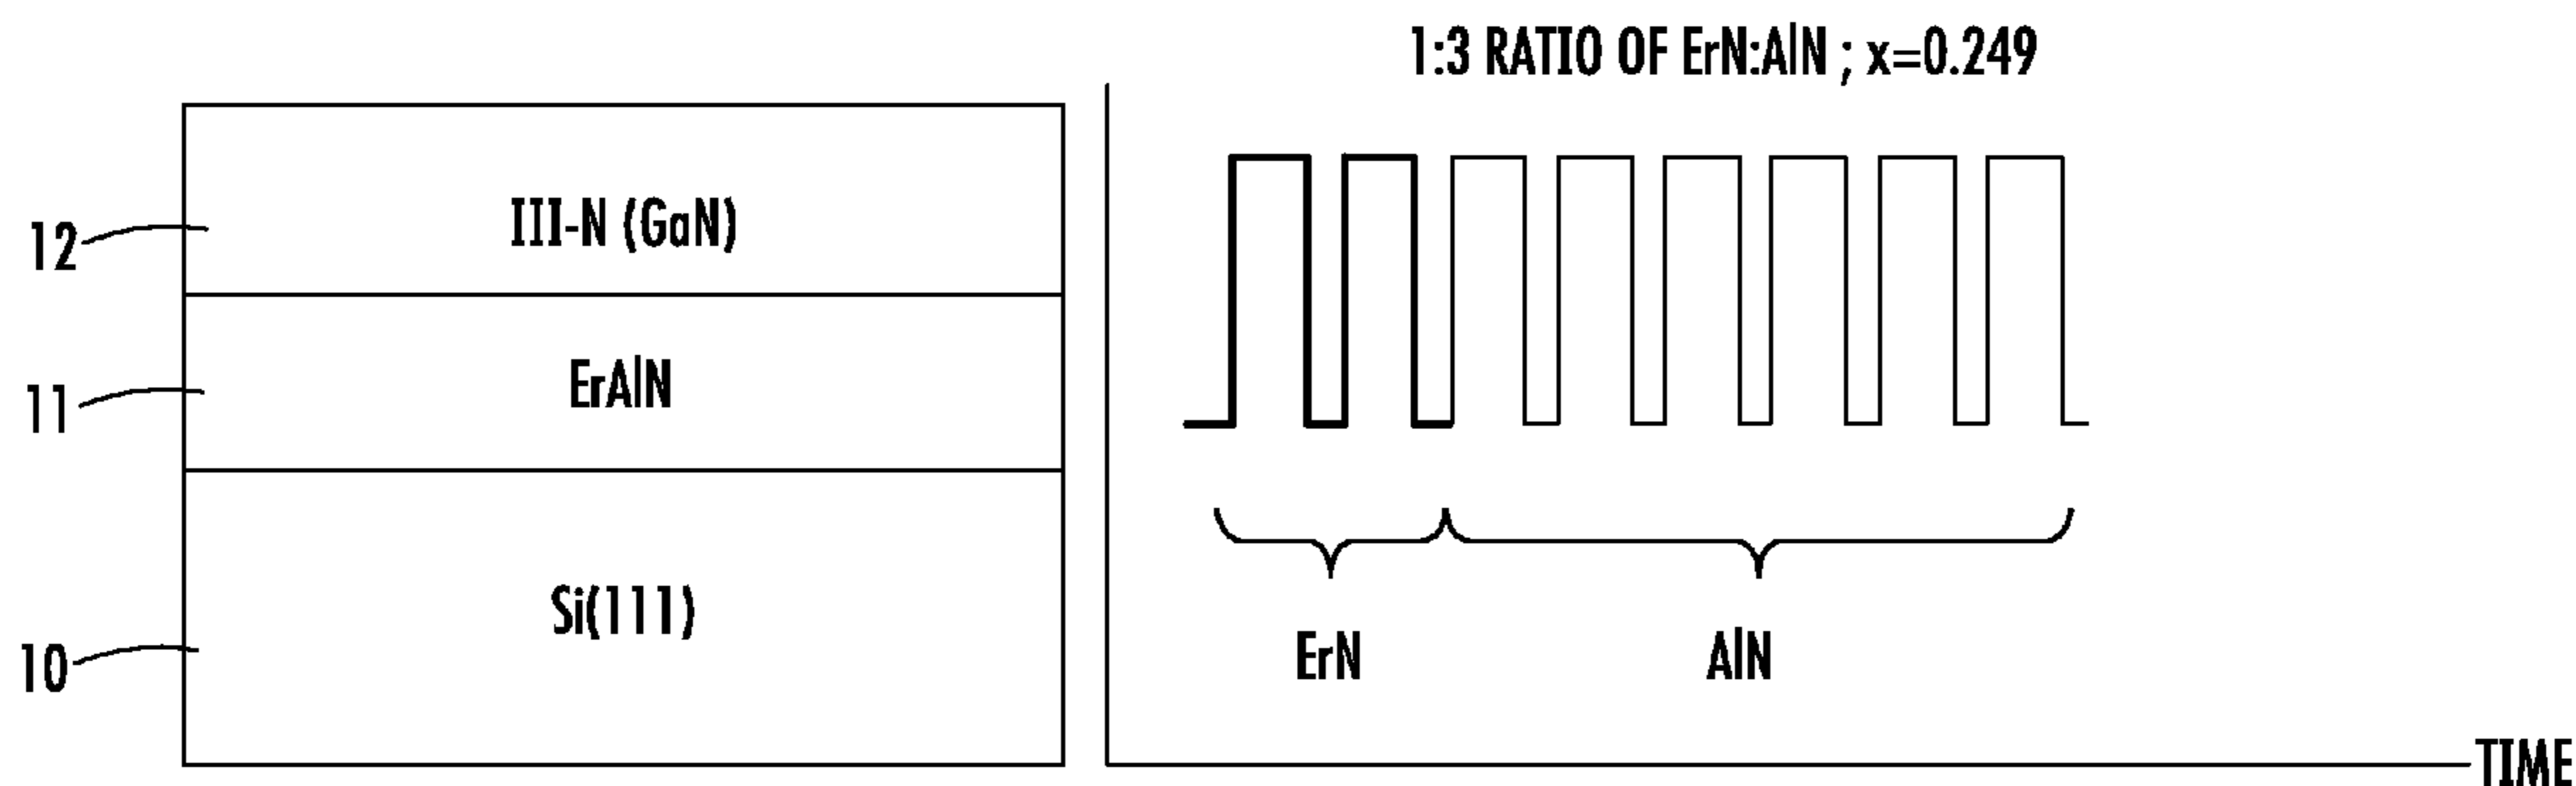 1:3 RATIO OF ErN:AlN ; x=0.249
III-N (GaN)
12
ErAlN
11
Si(111)
10
ErN
AlN
TIME